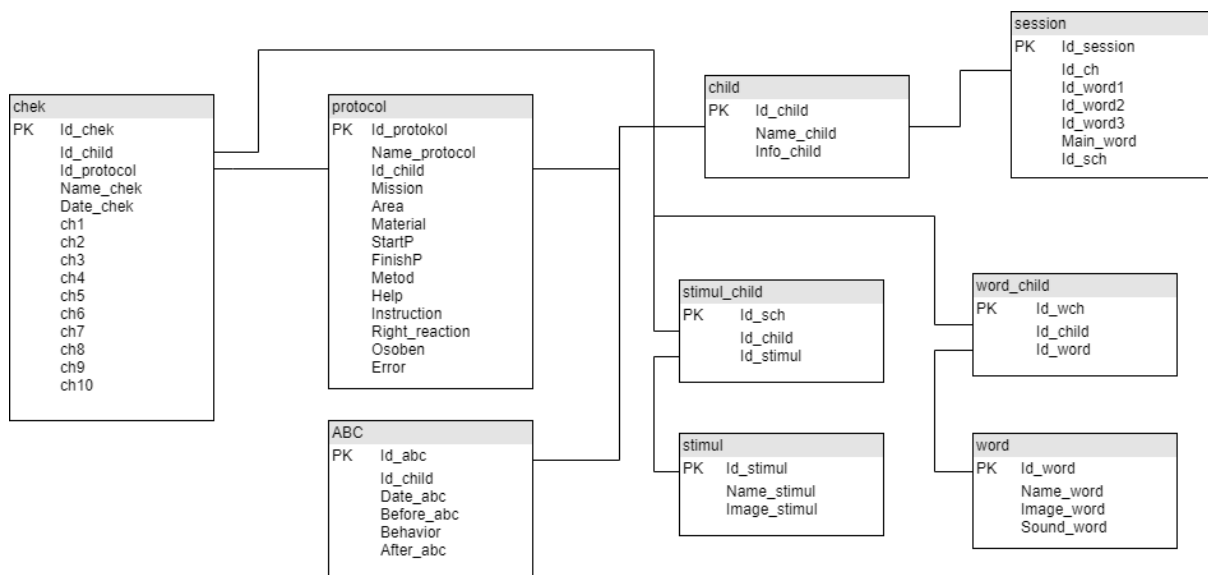 chek
PK Id_chek
Id_child
Id_protocol
Name_chek
Date_chek
ch1
ch2
ch3
ch4
ch5
ch6
ch7
ch8
ch9
ch10
protocol
PK Id_protokol
Name_protocol
Id_child
Mission
Area
Material
StartP
FinishP
Metod
Help
Instruction
Right_reaction
Osoben
Error
ABC
PK Id_abc
Id_child
Date_abc
Before_abc
Behavior
After_abc
child
PK Id_child
Name_child
Info_child
session
PK Id_session
Id_ch
Id_word1
Id_word2
Id_word3
Main_word
Id_sch
stimul_child
PK Id_sch
Id_child
Id_stimul
word_child
PK Id_wch
Id_child
Id_word
stimul
PK Id_stimul
Name_stimul
Image_stimul
word
PK Id_word
Name_word
Image_word
Sound_word